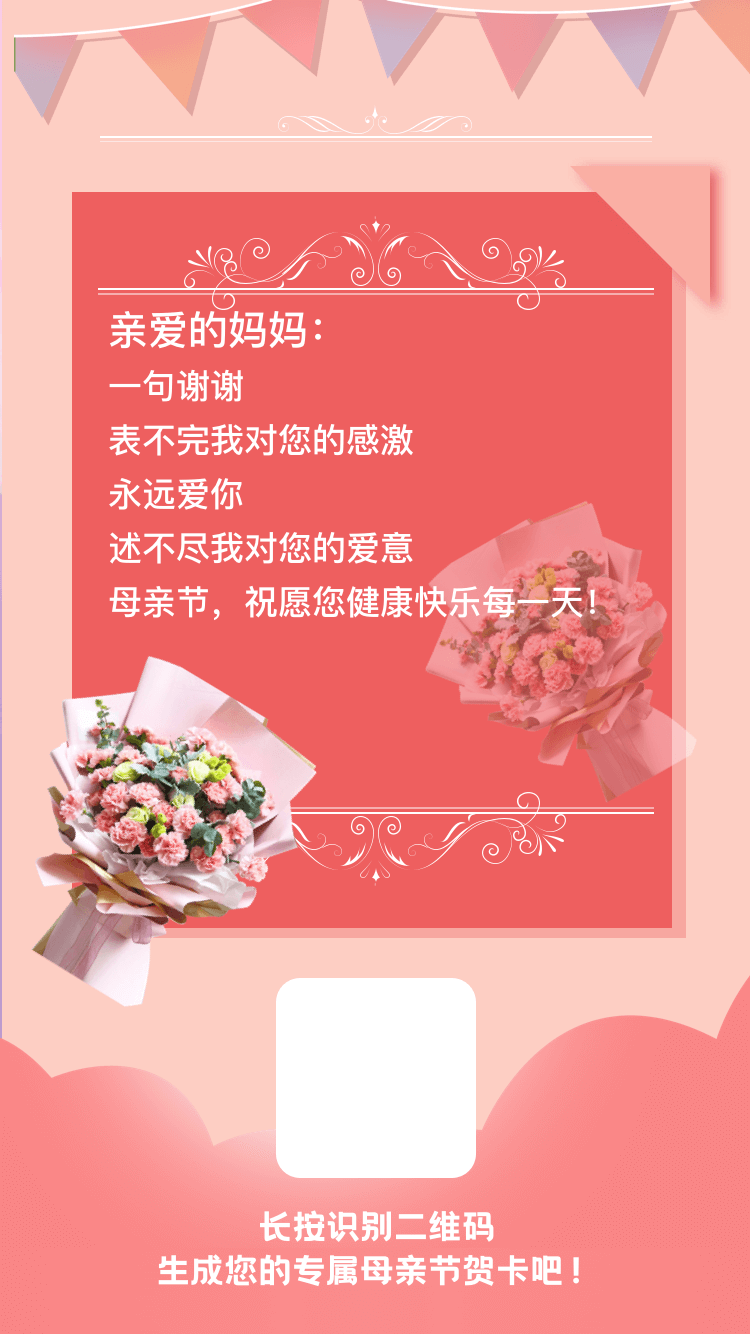 亲爱的妈妈：
一句谢谢
表不完我对您的感激
永远爱你
述不尽我对您的爱意
母亲节，祝愿您健康快乐每一天！
长按识别二维码
生成您的专属母亲节贺卡吧！